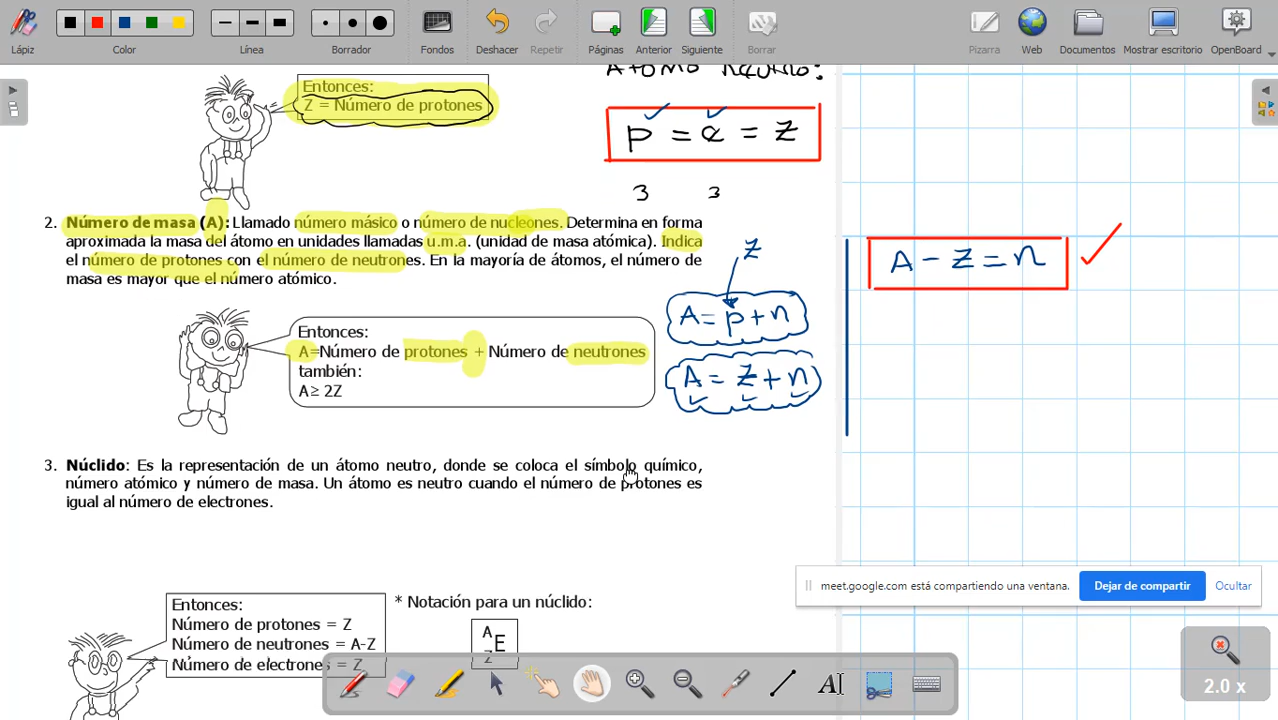 Lápiz
Color
Línea
Borrador
Fondos
Deshacer
Repetir
Páginas
Anterior
Siguiente
Borrar
Pizarra
Web
Documentos
Mostrar escritorio
OpenBoard
Entonces:
Z = Número de protones
p = e = Z
3 3
2. Número de masa (A): Llamado número másico o número de nucleones. Determina en forma
aproximada la masa del átomo en unidades llamadas u.m.a. (unidad de masa atómica). Indica
el número de protones con el número de neutrones. En la mayoría de átomos, el número de
masa es mayor que el número atómico.
Z
A = p + n
A = Z + n
A - Z = n
Entonces:
A=Número de protones + Número de neutrones
también:
A≥ 2Z
3. Núclido: Es la representación de un átomo neutro, donde se coloca el símbolo químico,
número atómico y número de masa. Un átomo es neutro cuando el número de protones es
igual al número de electrones.
meet.google.com está compartiendo una ventana.
Dejar de compartir
Ocultar
Entonces:
Número de protones = Z
Número de neutrones = A-Z
Número de electrones = Z
* Notación para un núclido:
A
E
Z
2.0 x